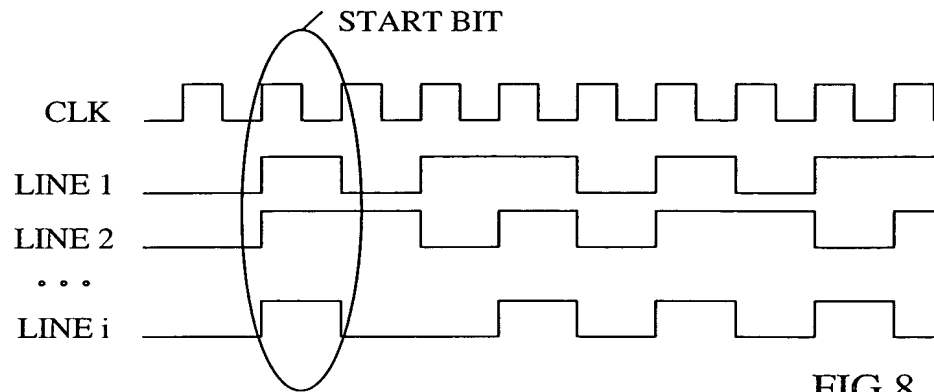 START BIT
CLK
LINE 1
LINE 2
∘ ∘ ∘
LINE i
FIG 8